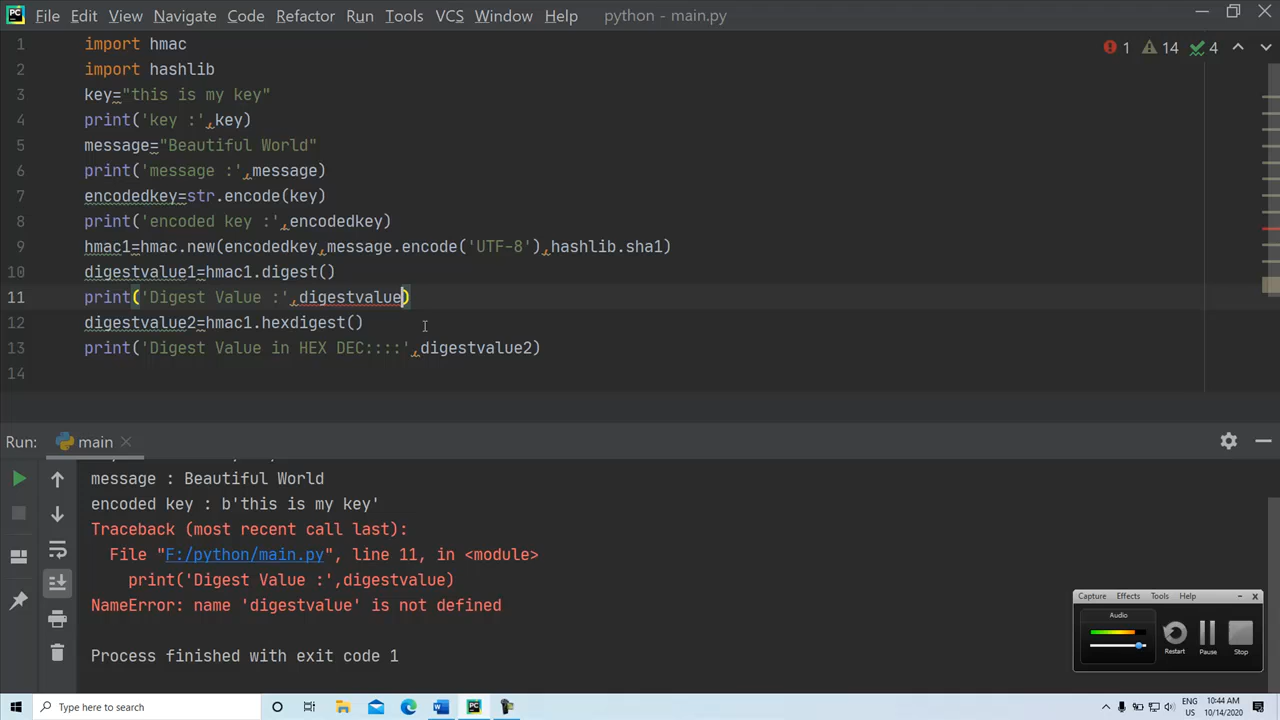 File Edit View Navigate Code Refactor Run Tools VCS Window Help python - main.py
1 import hmac
2 import hashlib
3 key="this is my key"
4 print('key :',key)
5 message="Beautiful World"
6 print('message :',message)
7 encodedkey=str.encode(key)
8 print('encoded key :',encodedkey)
9 hmac1=hmac.new(encodedkey,message.encode('UTF-8'),hashlib.sha1)
10 digestvalue1=hmac1.digest()
11 print('Digest Value :',digestvalue)
12 digestvalue2=hmac1.hexdigest()
13 print('Digest Value in HEX DEC::::',digestvalue2)
14
1 14 4
Run: main
message : Beautiful World
encoded key : b'this is my key'
Traceback (most recent call last):
File "F:/python/main.py", line 11, in <module>
print('Digest Value :',digestvalue)
NameError: name 'digestvalue' is not defined
Process finished with exit code 1
Capture Effects Tools Help
Audio
Restart Pause Stop
Type here to search
ENG
US
10:44 AM
10/14/2020